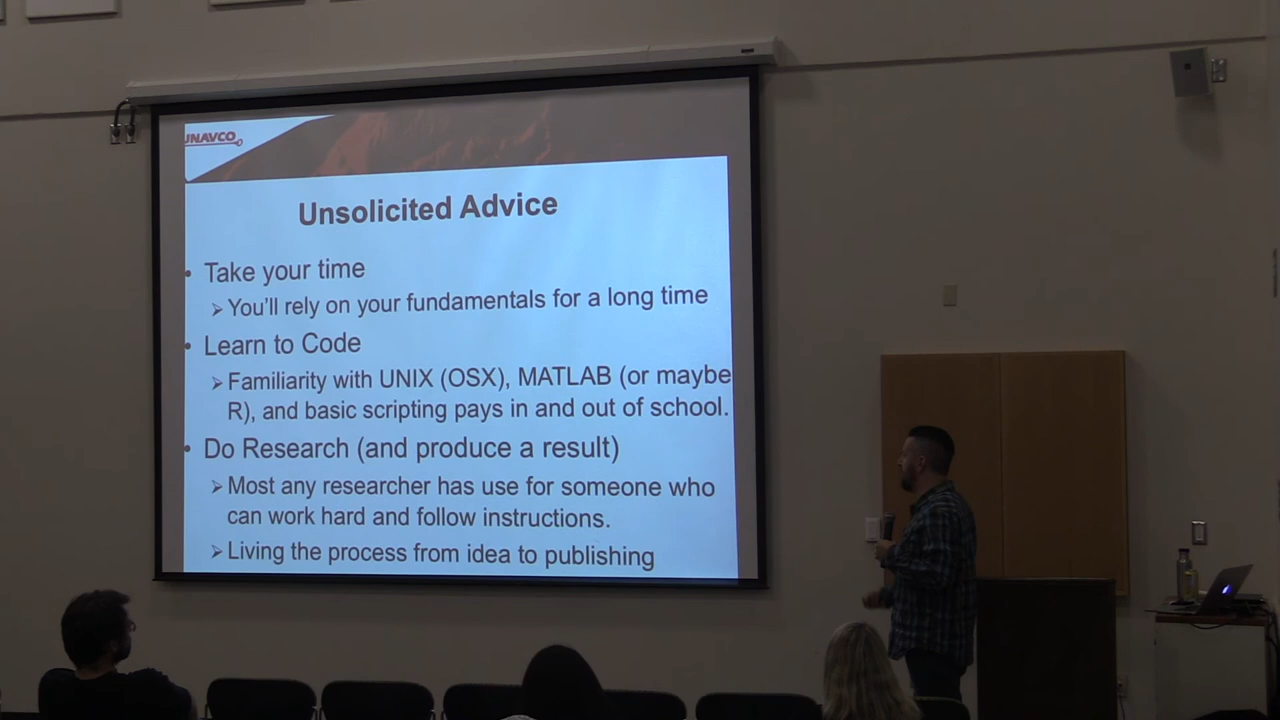 UNAVCO
Unsolicited Advice
• Take your time
➢ You'll rely on your fundamentals for a long time
• Learn to Code
➢ Familiarity with UNIX (OSX), MATLAB (or maybe
R), and basic scripting pays in and out of school.
• Do Research (and produce a result)
➢ Most any researcher has use for someone who
can work hard and follow instructions.
➢ Living the process from idea to publishing